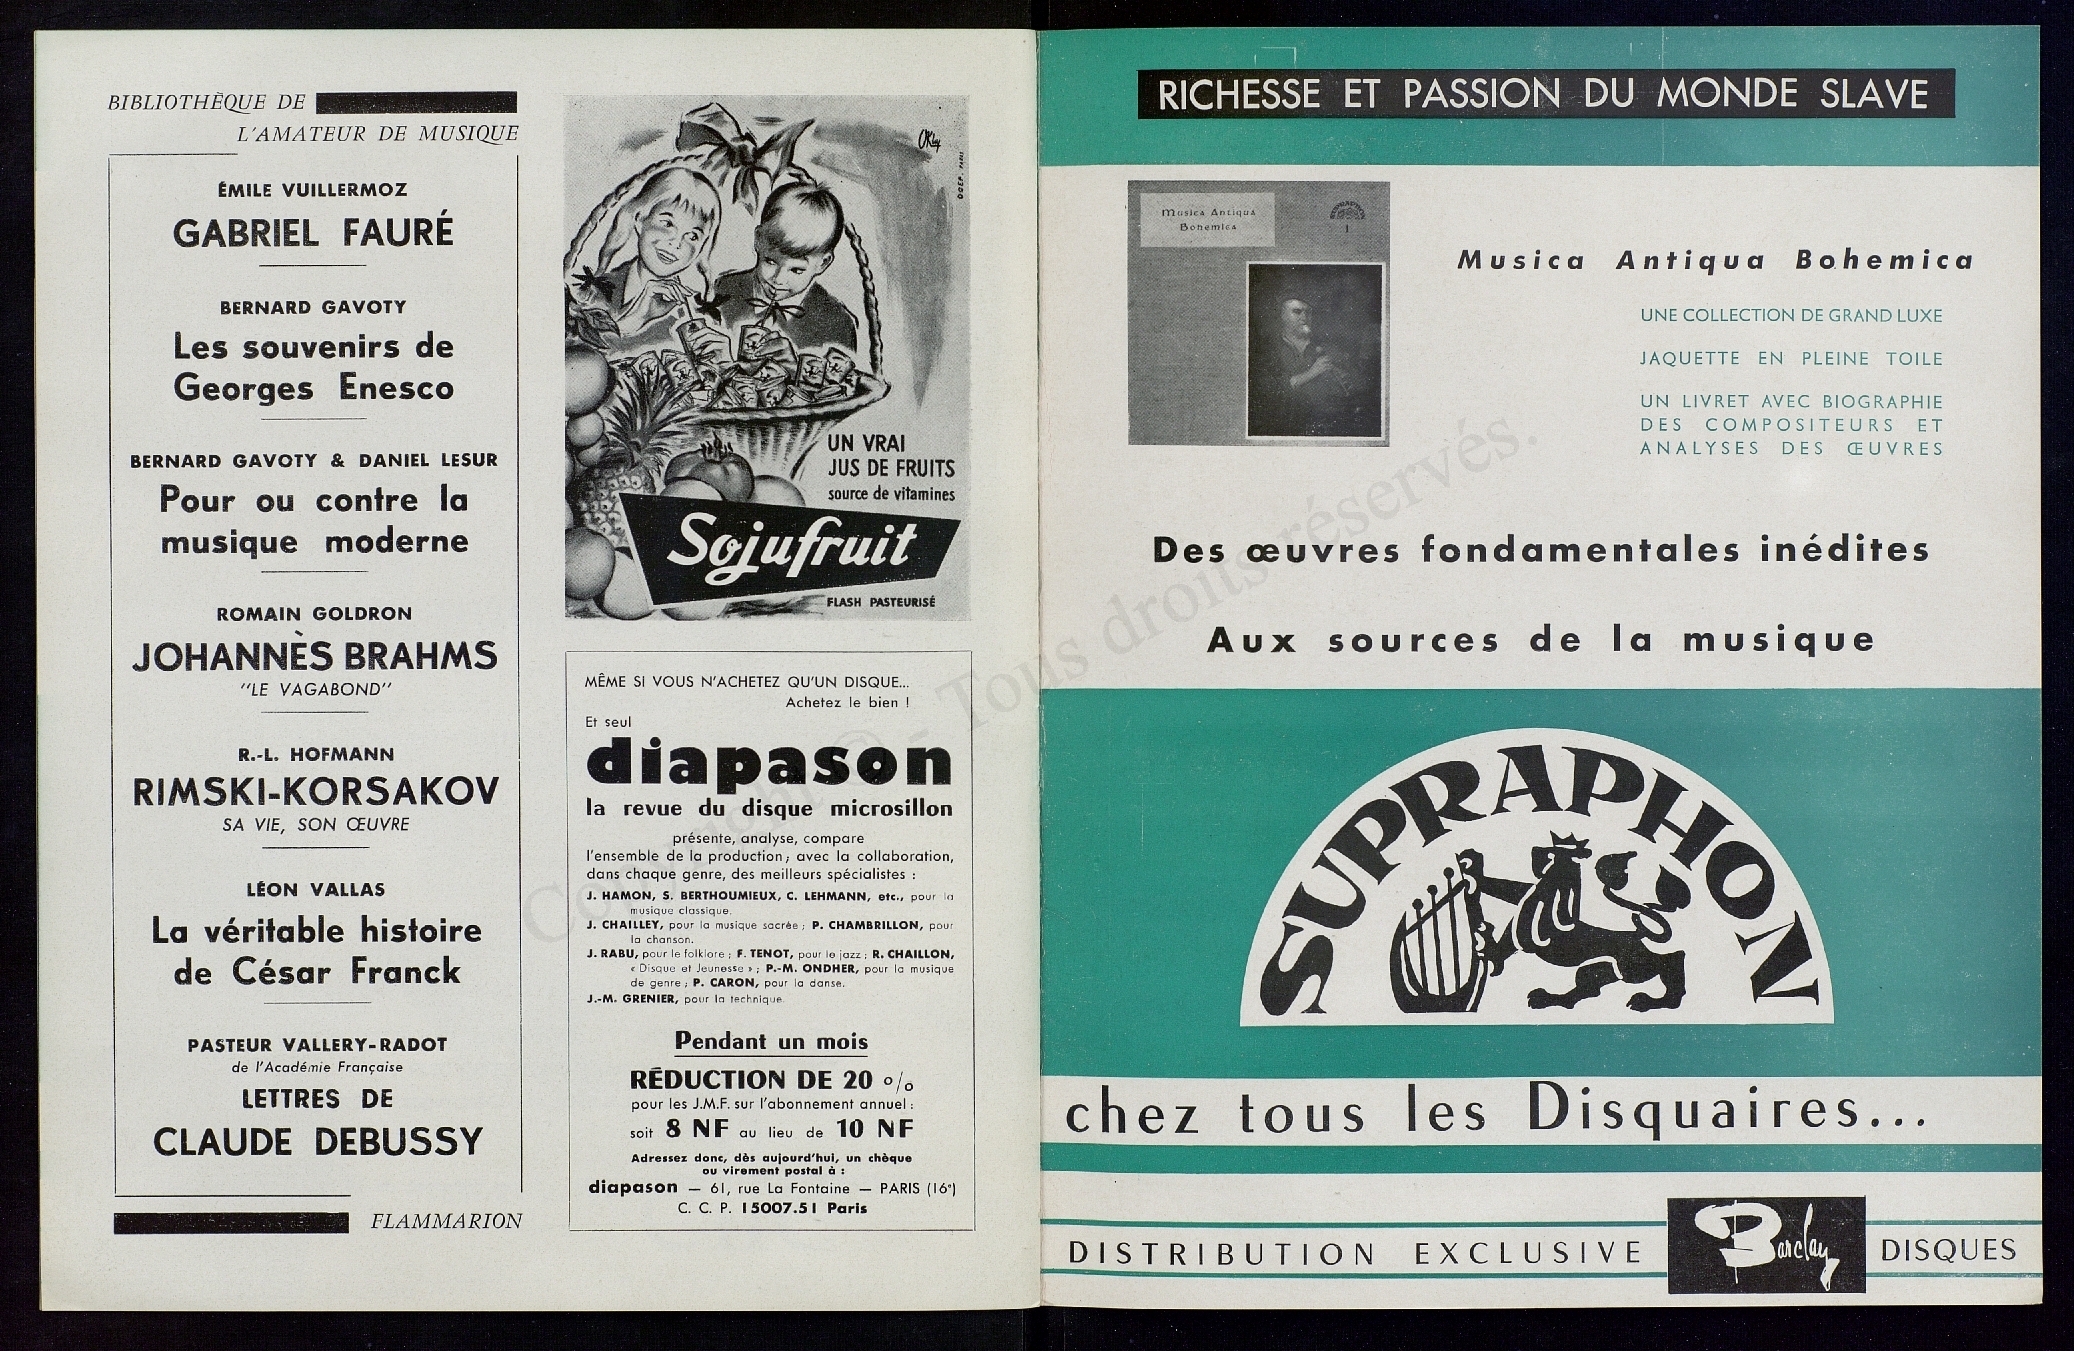 BIBLIOTHÈQUE DE
L'AMATEUR DE MUSIQUE
ÉMILE VUILLERMOZ
GABRIEL FAURÉ
BERNARD GAVOTY
Les souvenirs de
Georges Enesco
BERNARD GAVOTY & DANIEL LESUR
Pour ou contre la
musique moderne
ROMAIN GOLDRON
JOHANNÈS BRAHMS
"LE VAGABOND"
R.-L. HOFMANN
RIMSKI-KORSAKOV
SA VIE, SON ŒUVRE
LÉON VALLAS
La véritable histoire
de César Franck
PASTEUR VALLERY-RADOT
de l'Académie Française
LETTRES DE
CLAUDE DEBUSSY
FLAMMARION
UN VRAI
JUS DE FRUITS
source de vitamines
Sojufruit
FLASH PASTEURISÉ
MÊME SI VOUS N'ACHETEZ QU'UN DISQUE...
Achetez le bien !
Et seul
diapason
la revue du disque microsillon
présente, analyse, compare
l'ensemble de la production; avec la collaboration,
dans chaque genre, des meilleurs spécialistes :
J. HAMON, S. BERTHOUMIEUX, C. LEHMANN, etc., pour la
musique classique.
J. CHAILLEY, pour la musique sacrée ; P. CHAMBRILLON, pour
la chanson.
J. RABU, pour le folklore ; F. TENOT, pour le jazz ; R. CHAILLON,
« Disque et Jeunesse » ; P.-M. ONDHER, pour la musique
de genre ; P. CARON, pour la danse.
J.-M. GRENIER, pour la technique.
Pendant un mois
RÉDUCTION DE 20 %
pour les J.M.F. sur l'abonnement annuel :
soit 8 NF au lieu de 10 NF
Adressez donc, dès aujourd'hui, un chèque
ou virement postal à :
diapason — 61, rue La Fontaine — PARIS (16e)
C. C. P. 15007.51 Paris
RICHESSE ET PASSION DU MONDE SLAVE
Musica Antiqua
Bohemica
SUPRAPHON
I
Musica Antiqua Bohemica
UNE COLLECTION DE GRAND LUXE
JAQUETTE EN PLEINE TOILE
UN LIVRET AVEC BIOGRAPHIE
DES COMPOSITEURS ET
ANALYSES DES ŒUVRES
Des œuvres fondamentales inédites
Aux sources de la musique
SUPRAPHON
chez tous les Disquaires...
DISTRIBUTION EXCLUSIVE Barclay DISQUES
Copyright © - Tous droits réservés.